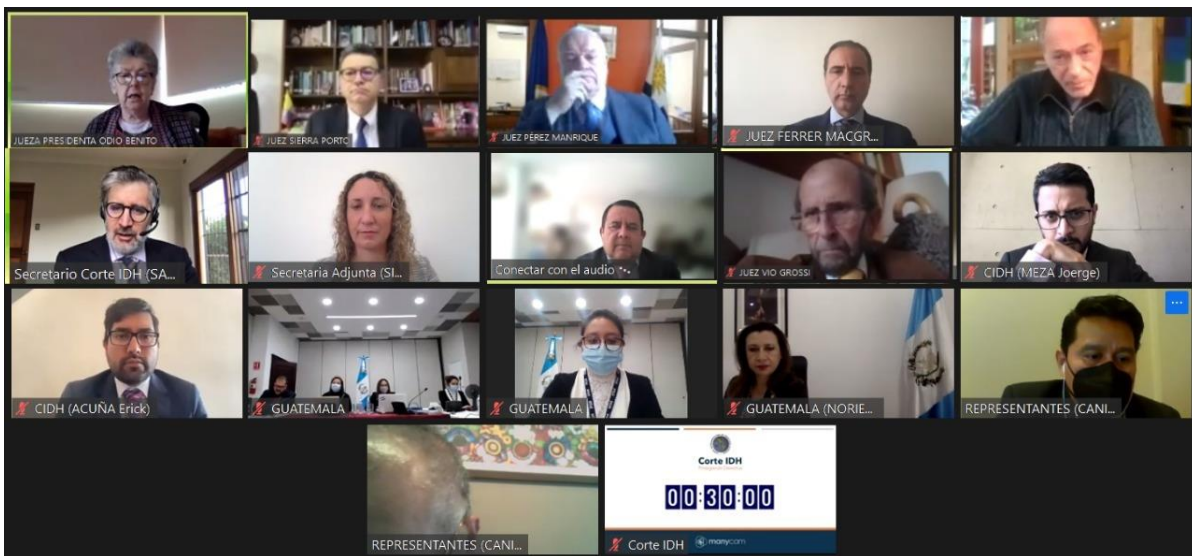 JUEZA PRESIDENTA ODIO BENITO
JUEZ SIERRA PORTO
JUEZ PÉREZ MANRIQUE
JUEZ FERRER MACGR...
Secretario Corte IDH (SA...
Secretaria Adjunta (SI...
Conectar con el audio
JUEZ VIO GROSSI
CIDH (MEZA Joerge)
CIDH (ACUÑA Erick)
GUATEMALA
GUATEMALA
GUATEMALA (NORIE...
REPRESENTANTES (CANI...
REPRESENTANTES (CANI...
Corte IDH
00:30:00
Corte IDH
manycam